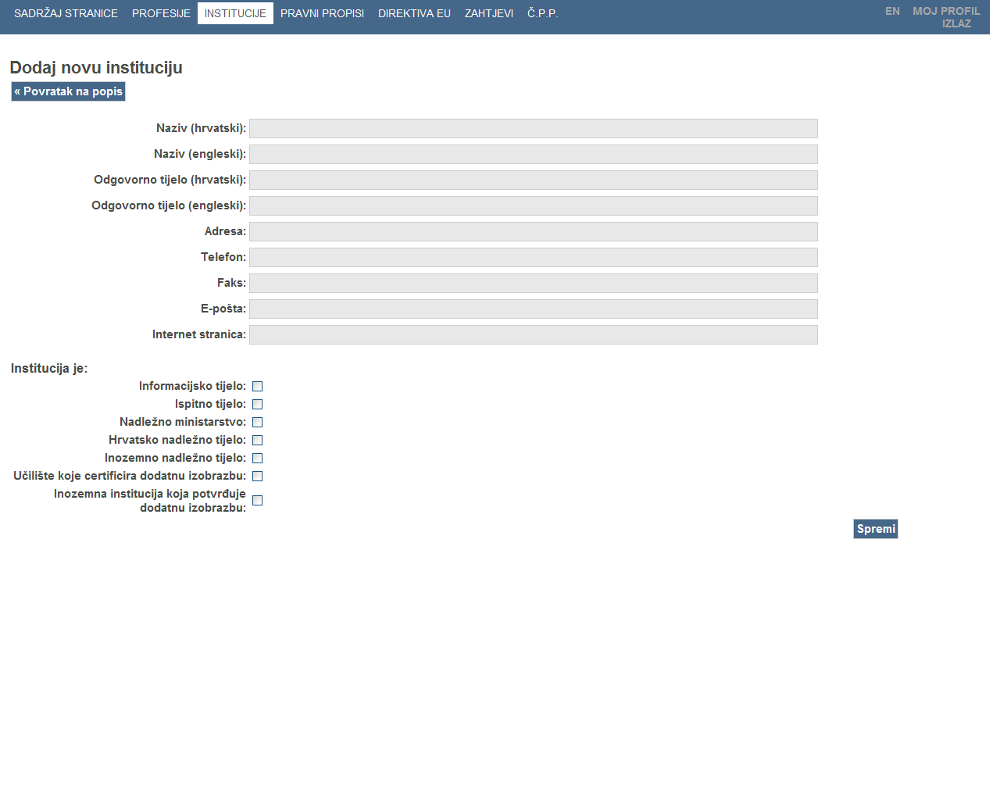 SADRŽAJ STRANICE PROFESIJE INSTITUCIJE PRAVNI PROPISI DIREKTIVA EU ZAHTJEVI Č.P.P. EN MOJ PROFIL
IZLAZ
Dodaj novu instituciju
« Povratak na popis
Naziv (hrvatski):
Naziv (engleski):
Odgovorno tijelo (hrvatski):
Odgovorno tijelo (engleski):
Adresa:
Telefon:
Faks:
E-pošta:
Internet stranica:
Institucija je:
Informacijsko tijelo:
Ispitno tijelo:
Nadležno ministarstvo:
Hrvatsko nadležno tijelo:
Inozemno nadležno tijelo:
Učilište koje certificira dodatnu izobrazbu:
Inozemna institucija koja potvrđuje
dodatnu izobrazbu:
Spremi